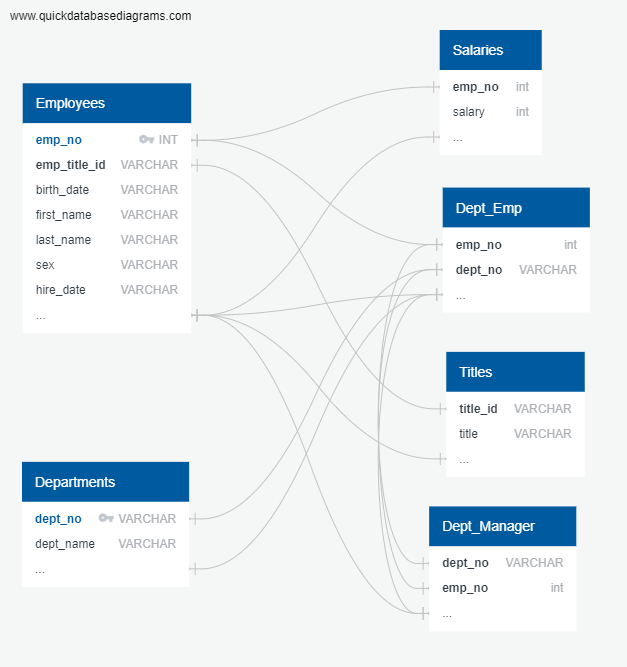 www.quickdatabasediagrams.com
Employees
emp_no INT
emp_title_id VARCHAR
birth_date VARCHAR
first_name VARCHAR
last_name VARCHAR
sex VARCHAR
hire_date VARCHAR
...
Departments
dept_no VARCHAR
dept_name VARCHAR
...
Salaries
emp_no int
salary int
...
Dept_Emp
emp_no int
dept_no VARCHAR
...
Titles
title_id VARCHAR
title VARCHAR
...
Dept_Manager
dept_no VARCHAR
emp_no int
...